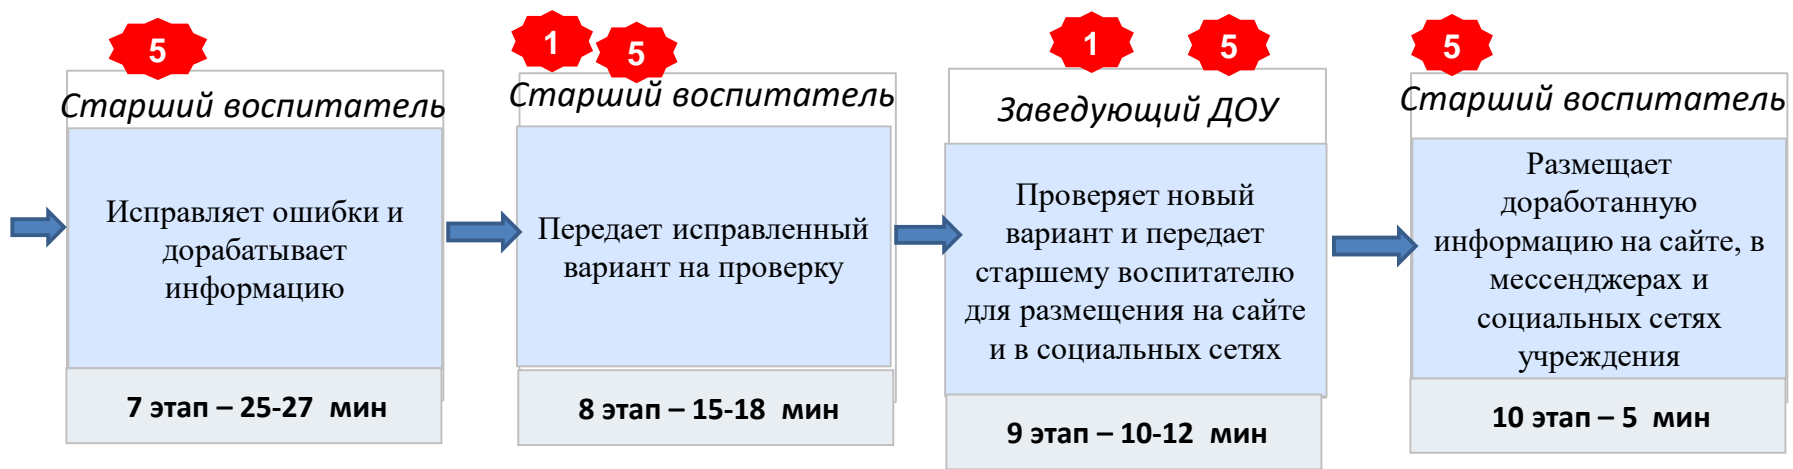 5
Старший воспитатель
Исправляет ошибки и
дорабатывает
информацию
7 этап – 25-27 мин
1
5
Старший воспитатель
Передает исправленный
вариант на проверку
8 этап – 15-18 мин
1
5
Заведующий ДОУ
Проверяет новый
вариант и передает
старшему воспитателю
для размещения на сайте
и в социальных сетях
9 этап – 10-12 мин
5
Старший воспитатель
Размещает
доработанную
информацию на сайте, в
мессенджерах и
социальных сетях
учреждения
10 этап – 5 мин